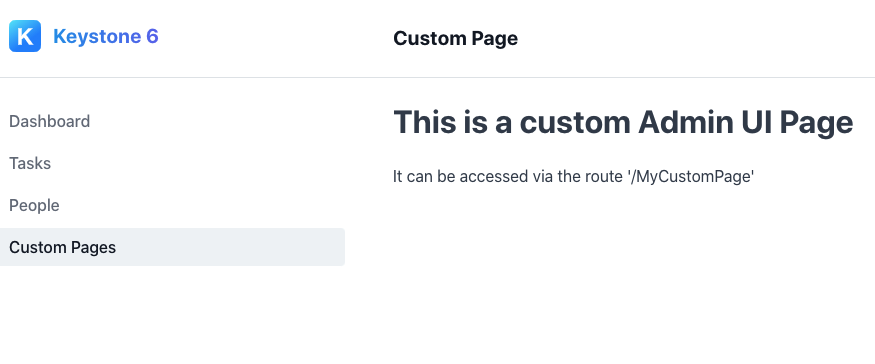 K Keystone 6
Custom Page
Dashboard
Tasks
People
Custom Pages
This is a custom Admin UI Page
It can be accessed via the route '/MyCustomPage'